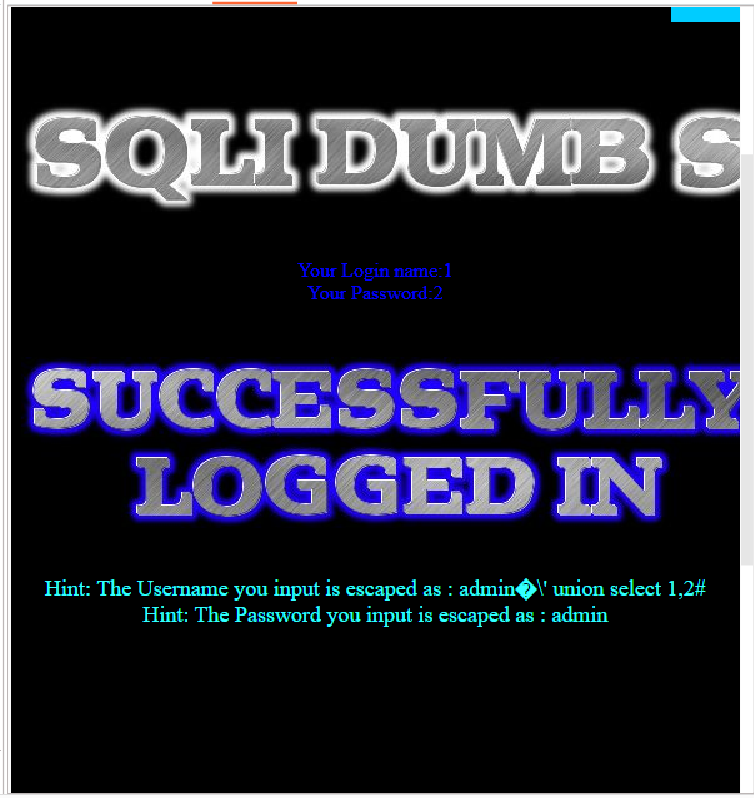 SQLI DUMB S
Your Login name:1
Your Password:2
SUCCESSFULLY
LOGGED IN
Hint: The Username you input is escaped as : admin�\' union select 1,2#
Hint: The Password you input is escaped as : admin